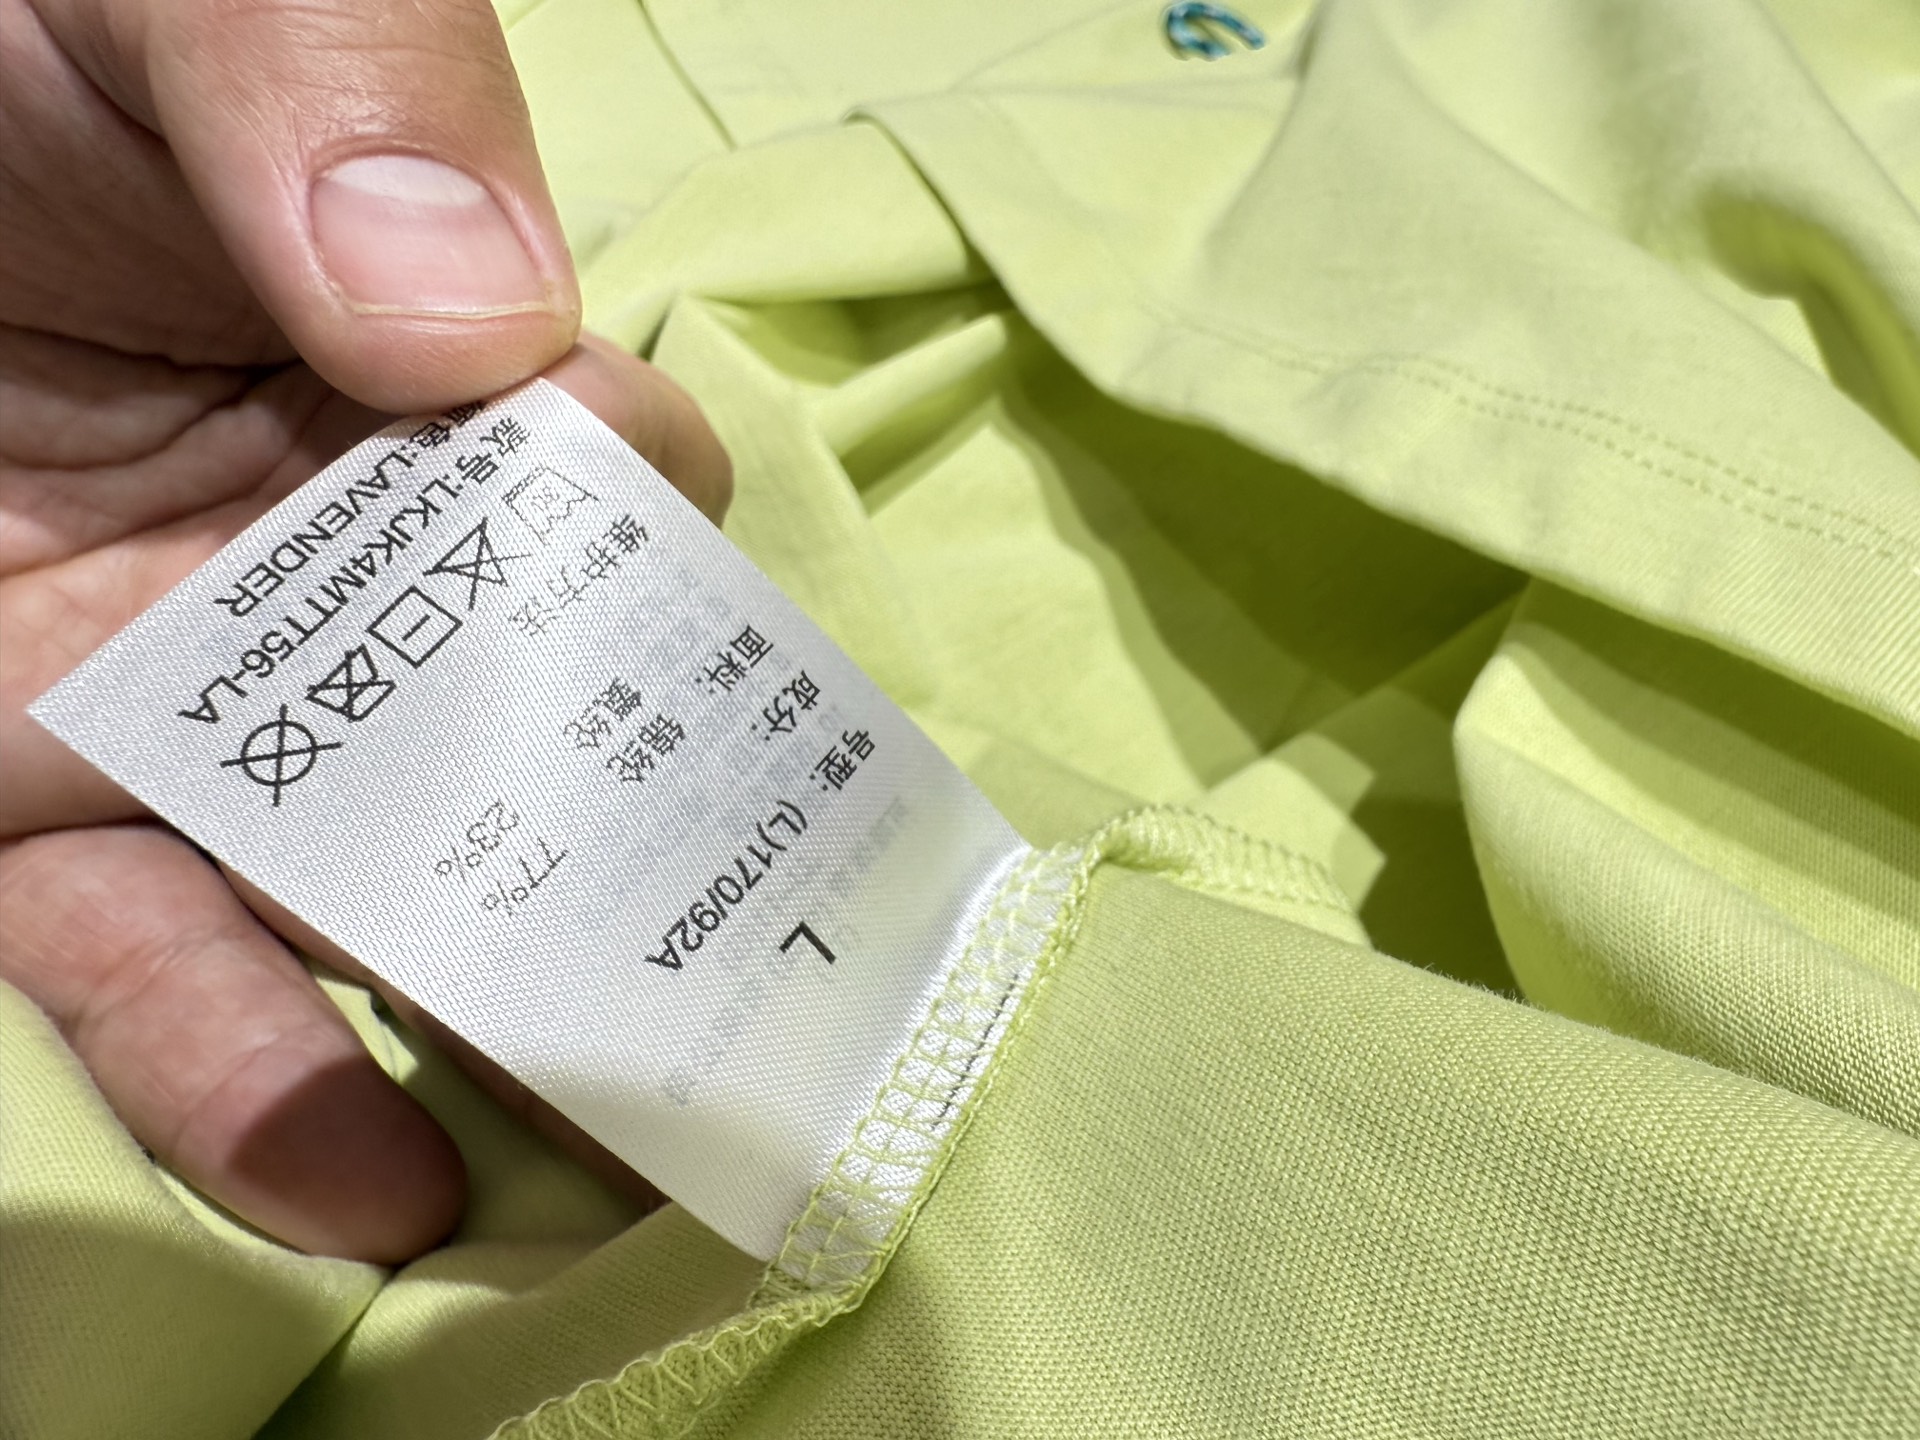 L
号型: (L)170/92A
成分:
面料:
锦纶 77%
氨纶 23%
维护方法
30
款号:LKJK4MTT56-LA
颜色:LAVENDER